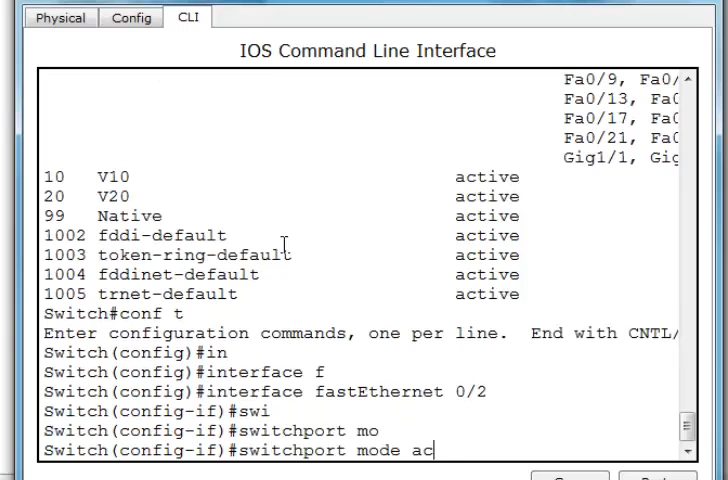 Physical Config CLI
IOS Command Line Interface
Fa0/9, Fa0/
Fa0/13, Fa0
Fa0/17, Fa0
Fa0/21, Fa0
Gig1/1, Gig
10 V10 active
20 V20 active
99 Native active
1002 fddi-default active
1003 token-ring-default active
1004 fddinet-default active
1005 trnet-default active
Switch#conf t
Enter configuration commands, one per line. End with CNTL/
Switch(config)#in
Switch(config)#interface f
Switch(config)#interface fastEthernet 0/2
Switch(config-if)#swi
Switch(config-if)#switchport mo
Switch(config-if)#switchport mode ac